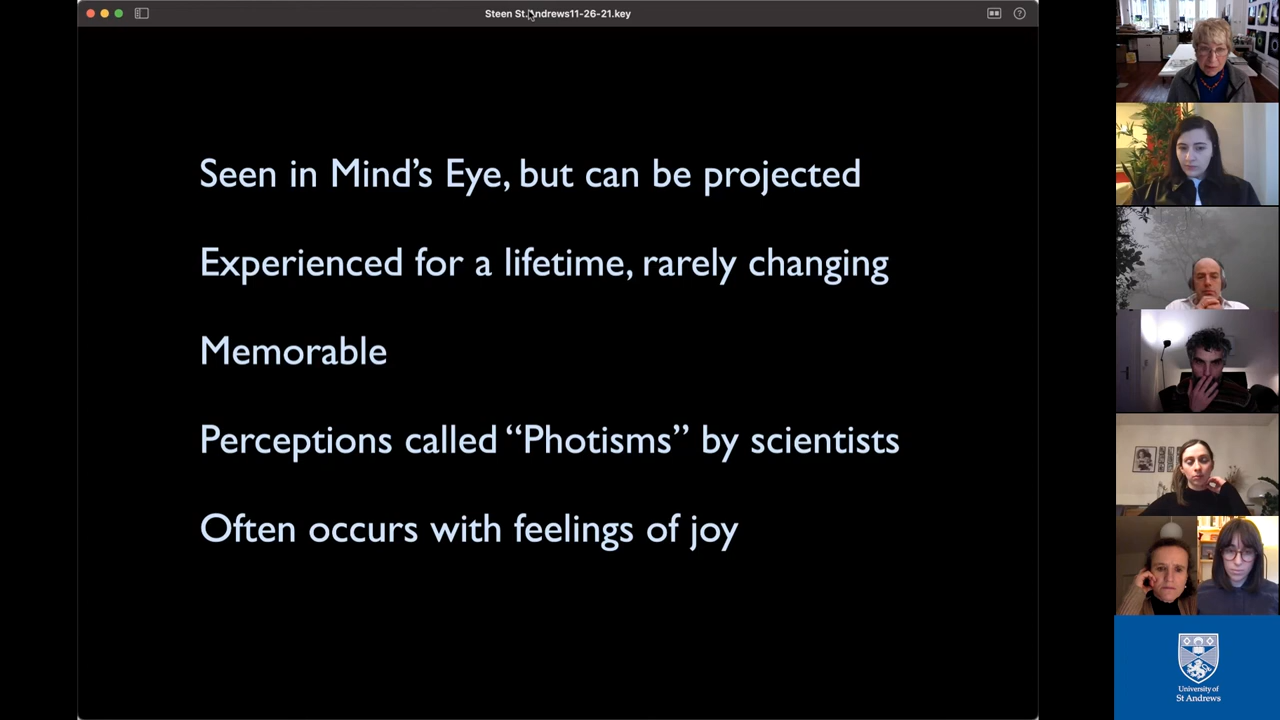 Steen St.Andrews11-26-21.key
Seen in Mind's Eye, but can be projected
Experienced for a lifetime, rarely changing
Memorable
Perceptions called “Photisms” by scientists
Often occurs with feelings of joy
University of
St Andrews